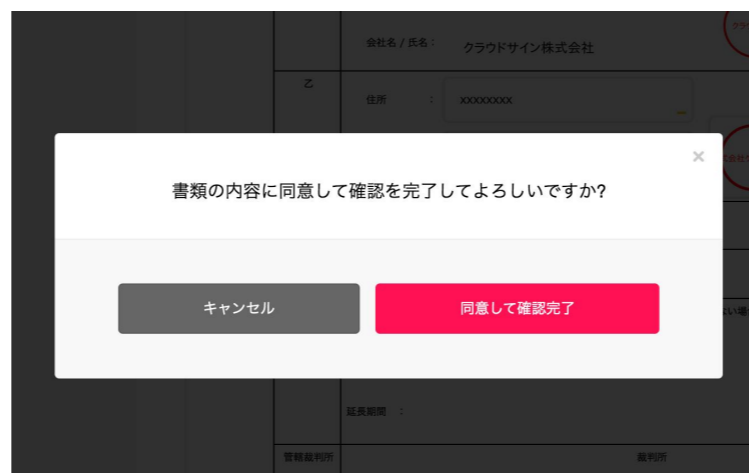 会社名 / 氏名 :
クラウドサイン株式会社
乙
住所 :
xxxxxxxx
×
書類の内容に同意して確認を完了してよろしいですか?
キャンセル
同意して確認完了
延長期間 :
管轄裁判所
裁判所